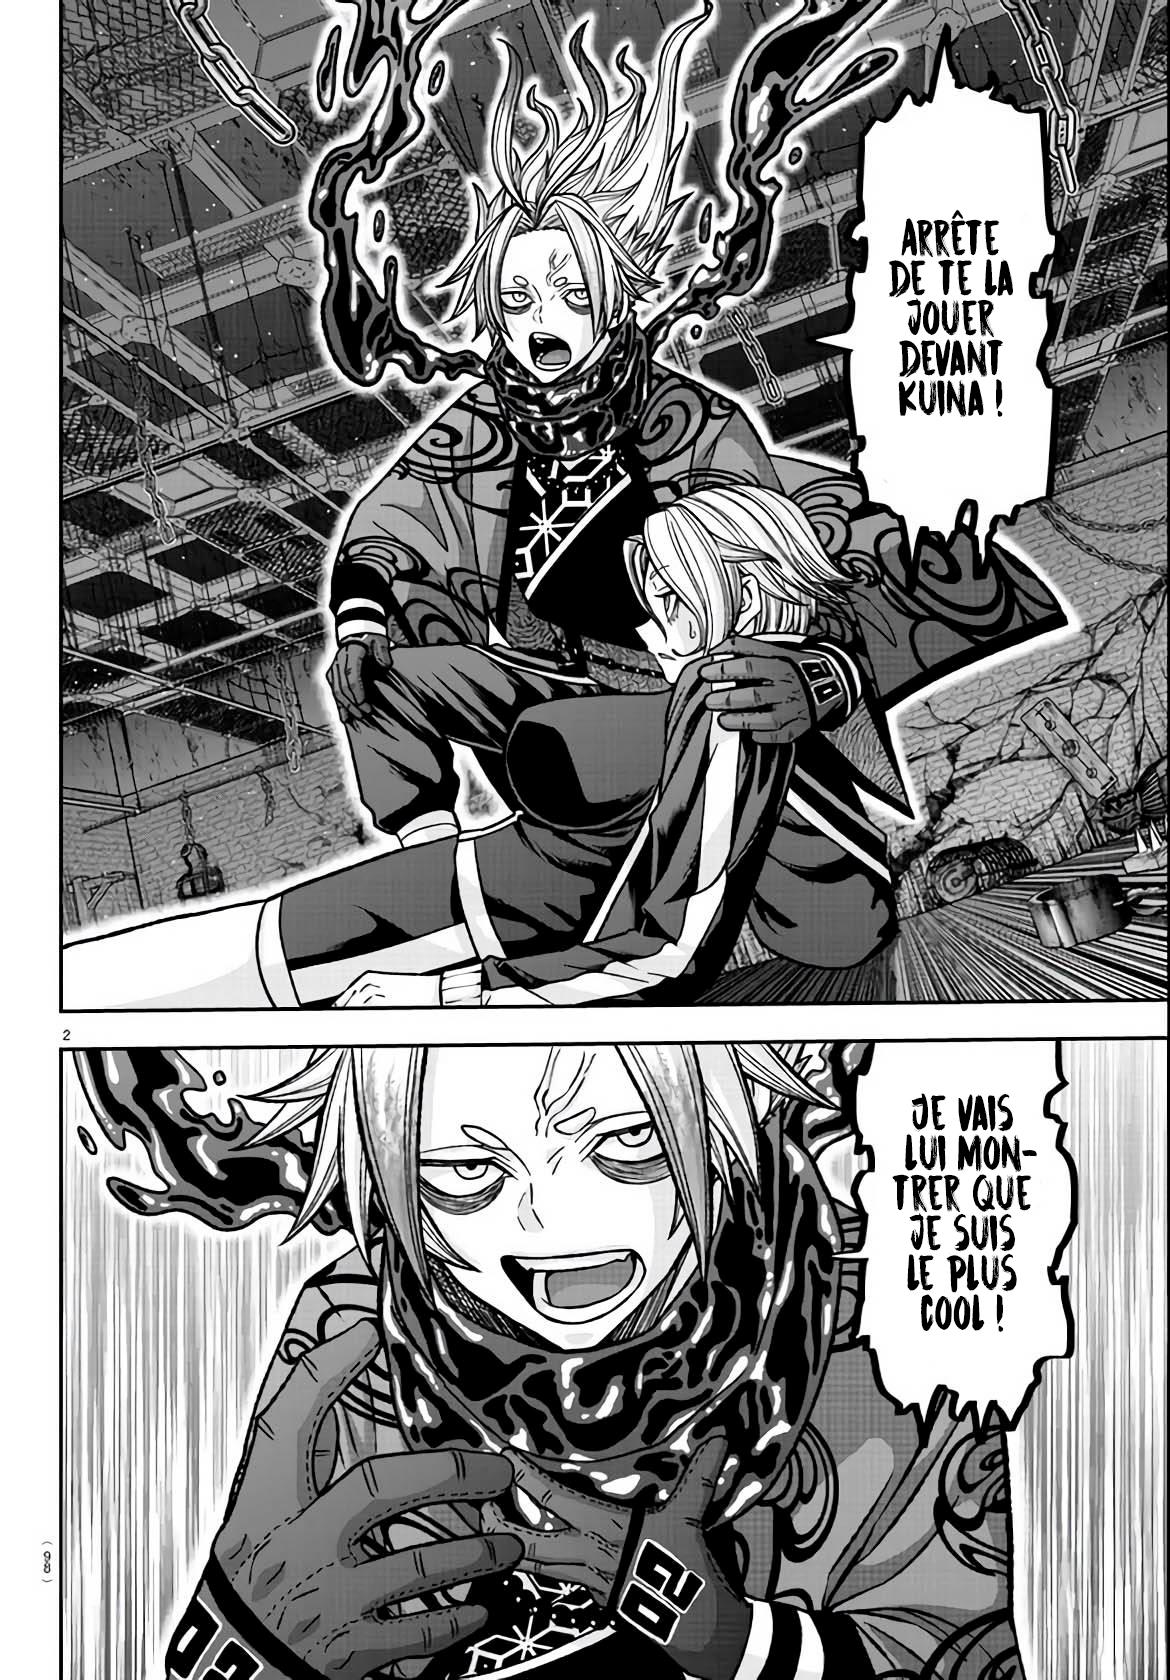 ARRÊTE
DE TE LA
JOUER
DEVANT
KUINA !
2
JE VAIS
LUI MON-
TRER QUE
JE SUIS
LE PLUS
COOL !